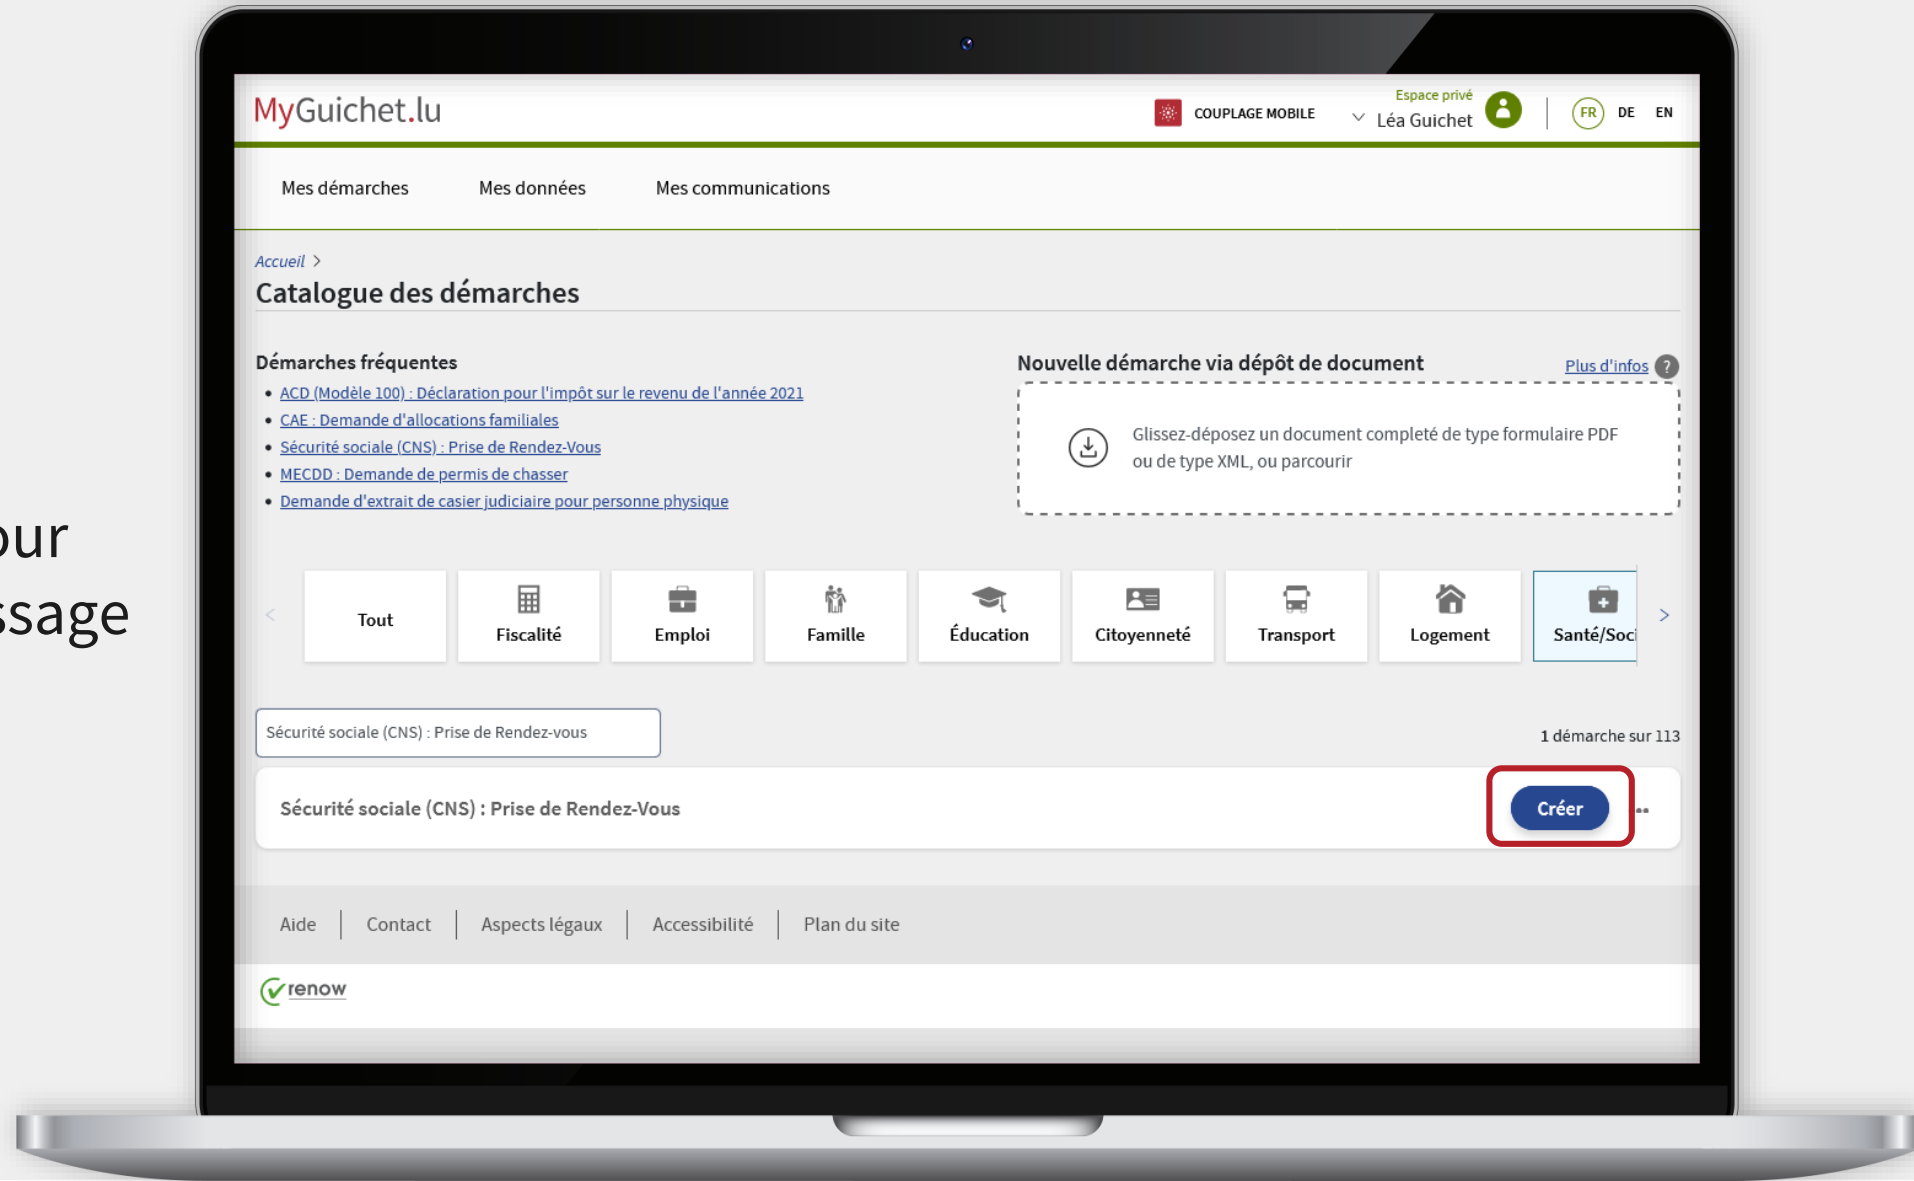 MyGuichet.lu
COUPLAGE MOBILE
Espace privé
Léa Guichet
FR DE EN
Mes démarches Mes données Mes communications
Accueil >
Catalogue des démarches
Démarches fréquentes
• ACD (Modèle 100) : Déclaration pour l'impôt sur le revenu de l'année 2021
• CAE : Demande d'allocations familiales
• Sécurité sociale (CNS) : Prise de Rendez-Vous
• MECDD : Demande de permis de chasser
• Demande d'extrait de casier judiciaire pour personne physique
Nouvelle démarche via dépôt de document
Plus d'infos ?
Glissez-déposez un document completé de type formulaire PDF
ou de type XML, ou parcourir
Tout
Fiscalité
Emploi
Famille
Éducation
Citoyenneté
Transport
Logement
Santé/Soci
Sécurité sociale (CNS) : Prise de Rendez-vous
1 démarche sur 113
Sécurité sociale (CNS) : Prise de Rendez-Vous
Créer
Aide | Contact | Aspects légaux | Accessibilité | Plan du site
renow